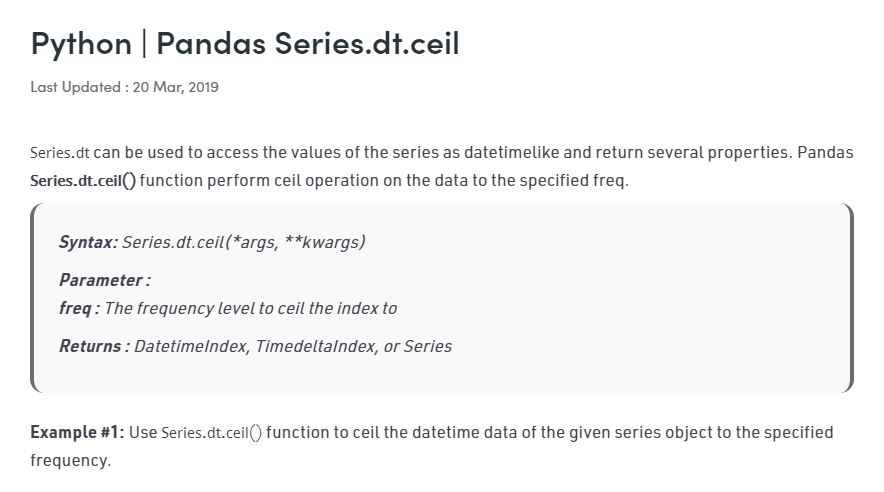 Python | Pandas Series.dt.ceil
Last Updated : 20 Mar, 2019
Series.dt can be used to access the values of the series as datetimelike and return several properties. Pandas
Series.dt.ceil() function perform ceil operation on the data to the specified freq.
Syntax: Series.dt.ceil(*args, **kwargs)
Parameter :
freq : The frequency level to ceil the index to
Returns : DatetimeIndex, TimedeltaIndex, or Series
Example #1: Use Series.dt.ceil() function to ceil the datetime data of the given series object to the specified
frequency.